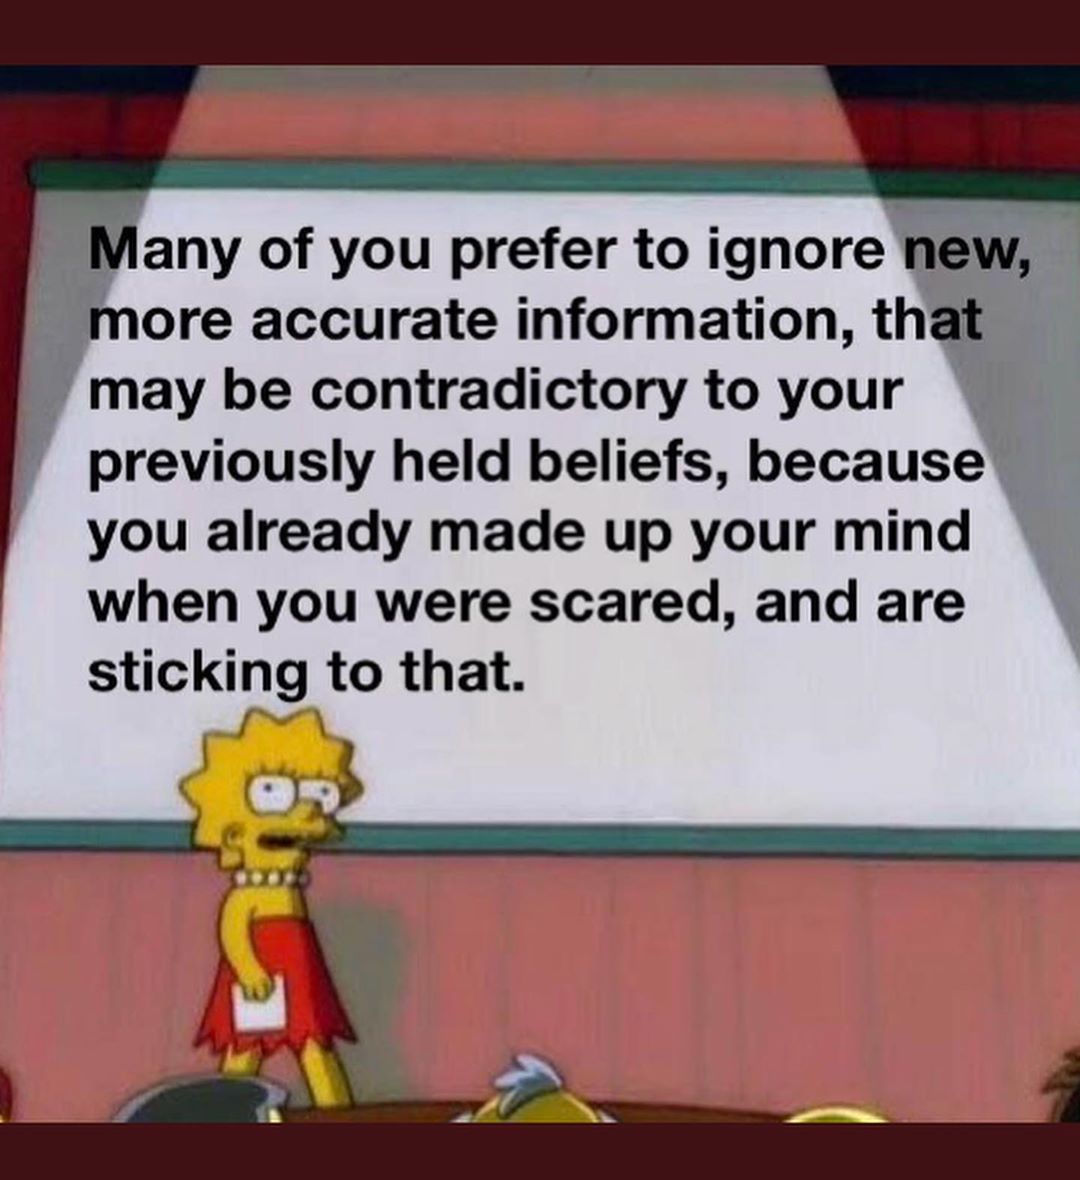 Many of you prefer to ignore new,
more accurate information, that
may be contradictory to your
previously held beliefs, because
you already made up your mind
when you were scared, and are
sticking to that.